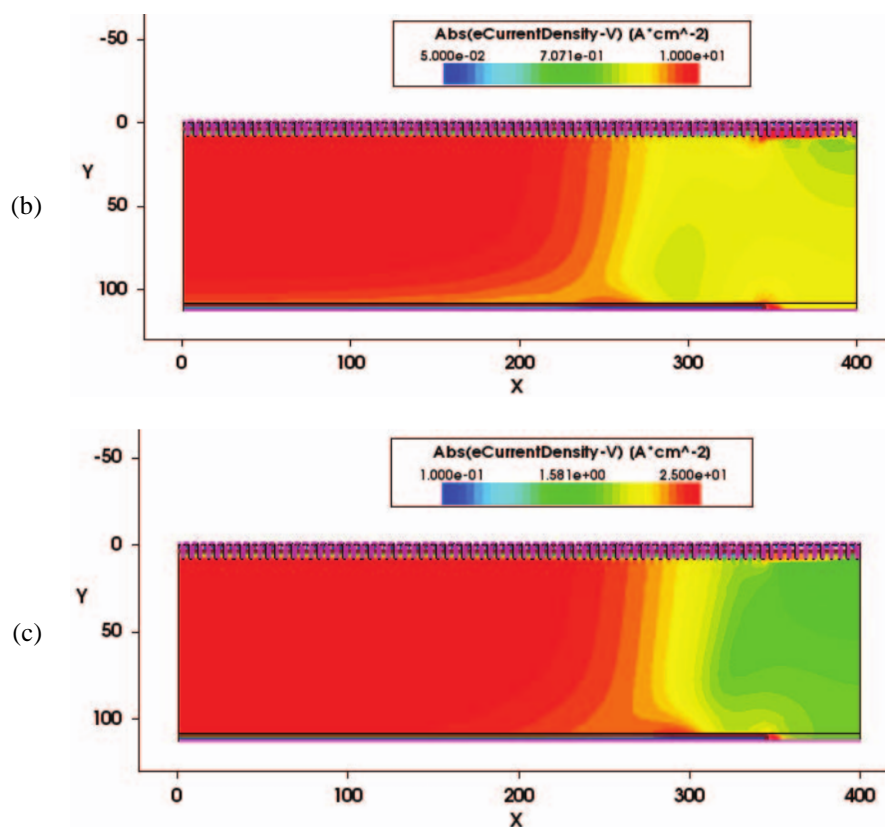 Abs(eCurrentDensity-V) (A*cm^-2)
5.000e-02 7.071e-01 1.000e+01
-50
0
Y
50
(b)
100
0 100 200 300 400
X
Abs(eCurrentDensity-V) (A*cm^-2)
1.000e-01 1.581e+00 2.500e+01
-50
0
Y
50
(c)
100
0 100 200 300 400
X